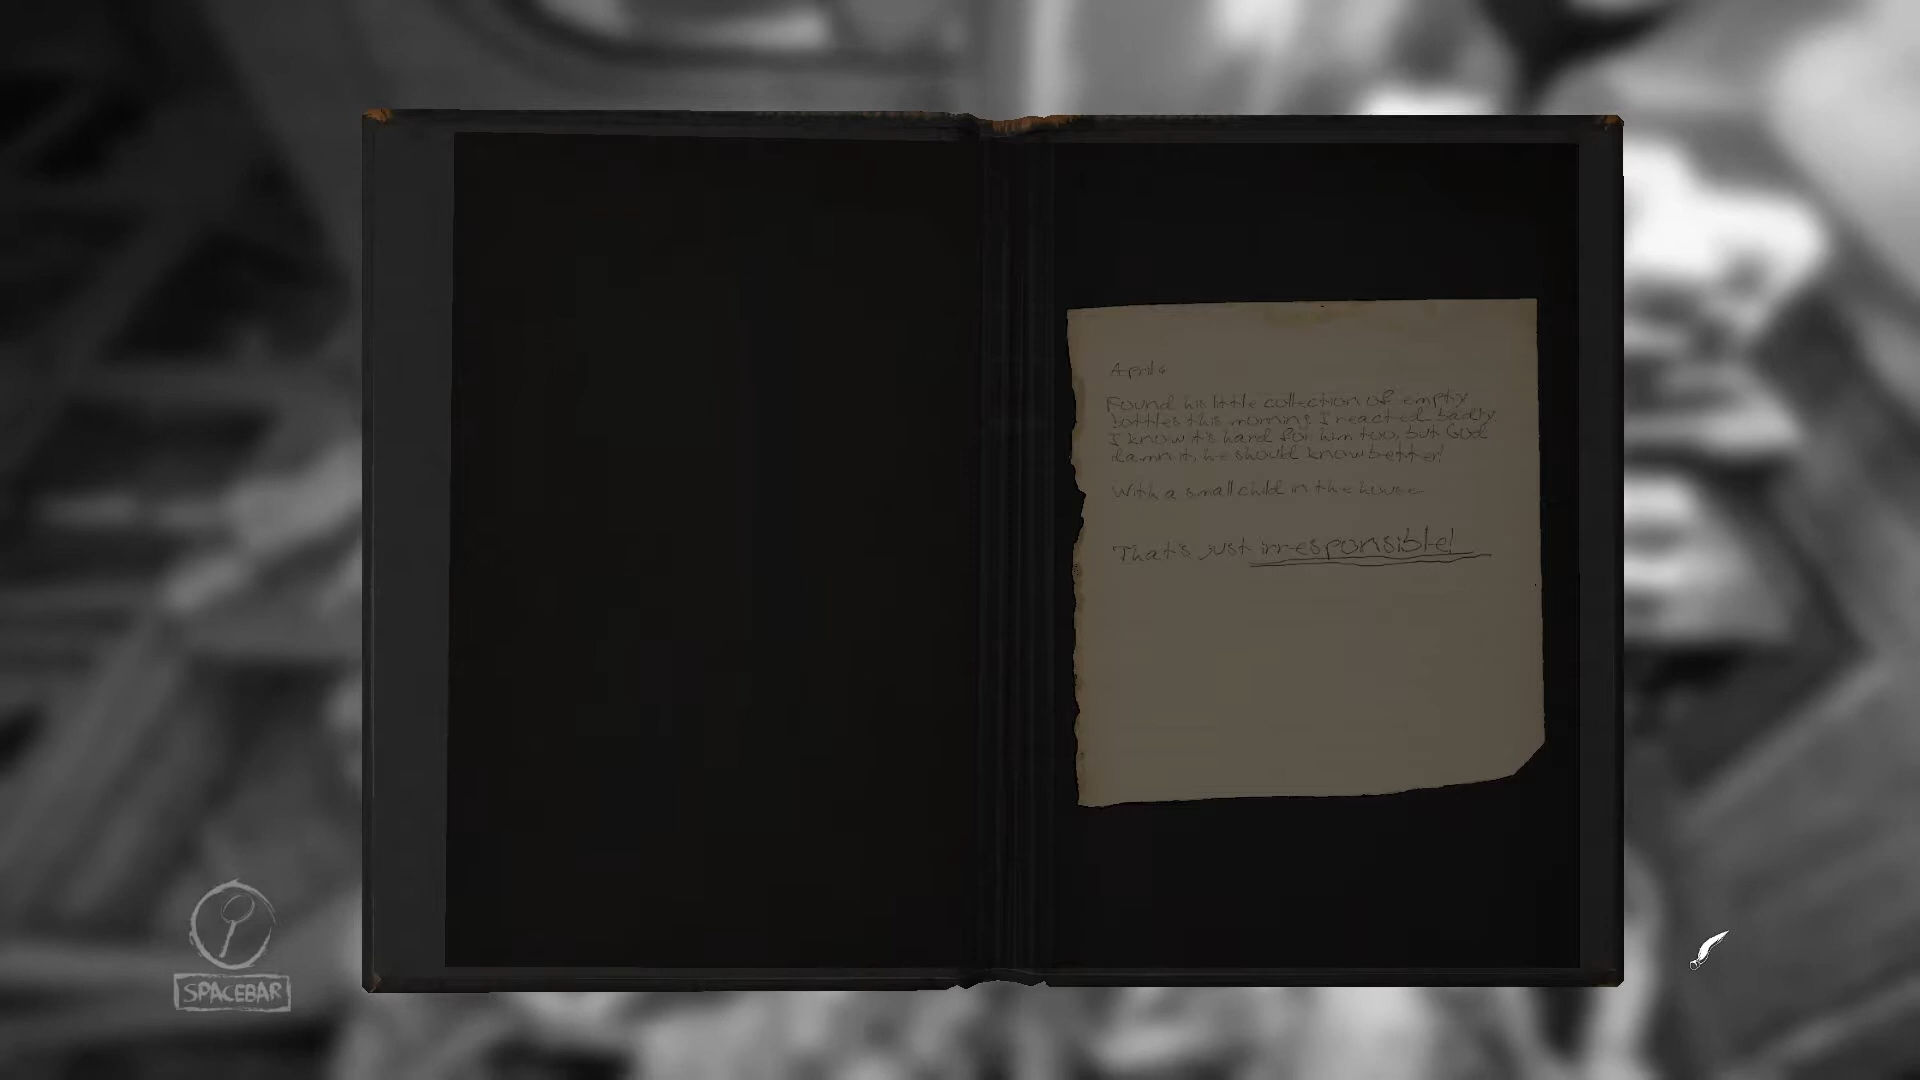 April 6
Found his little collection of empty
bottles this morning. I reacted badly.
I know it's hard for him too, but God
damn it, he should know better!
With a small child in the house
That's just irresponsible!
SPACEBAR